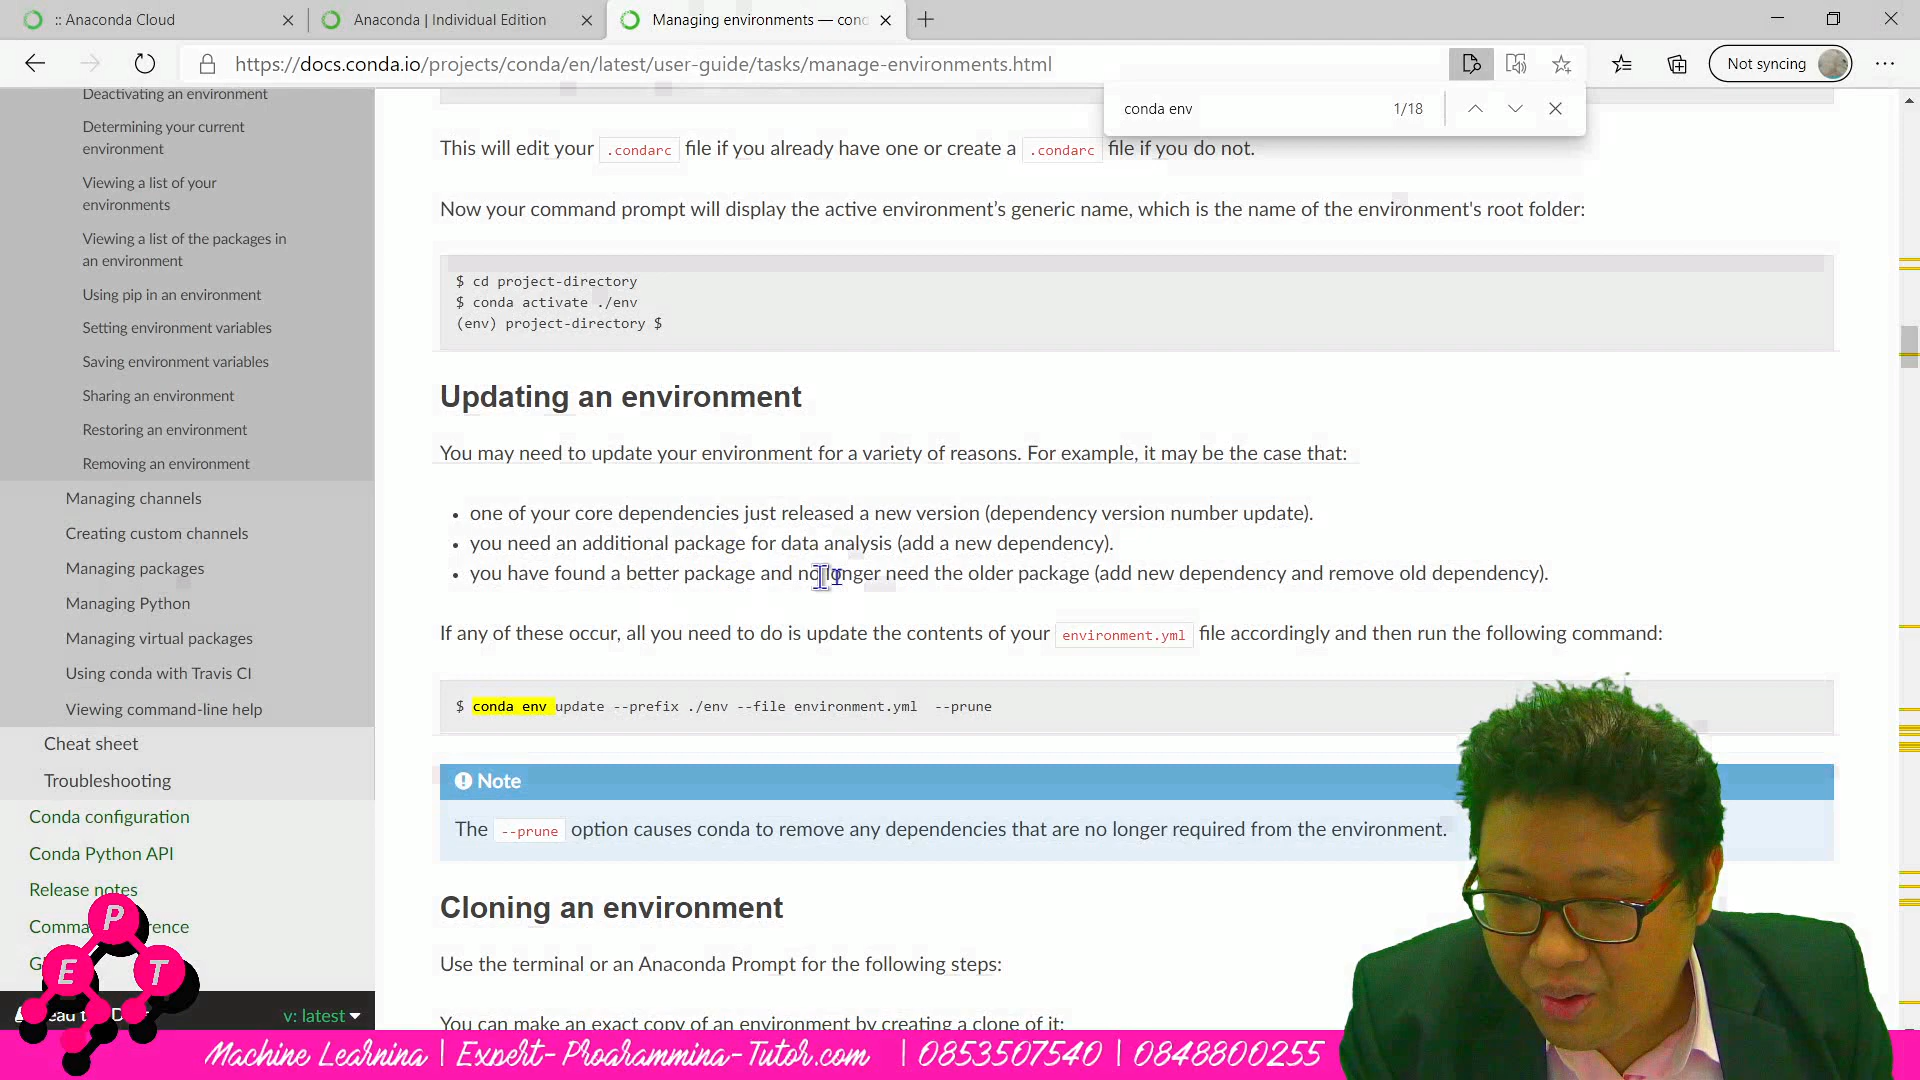 :: Anaconda Cloud
Anaconda | Individual Edition
Managing environments — cond
https://docs.conda.io/projects/conda/en/latest/user-guide/tasks/manage-environments.html
Not syncing
conda env
1/18
Deactivating an environment
Determining your current
environment
Viewing a list of your
environments
Viewing a list of the packages in
an environment
Using pip in an environment
Setting environment variables
Saving environment variables
Sharing an environment
Restoring an environment
Removing an environment
Managing channels
Creating custom channels
Managing packages
Managing Python
Managing virtual packages
Using conda with Travis CI
Viewing command-line help
Cheat sheet
Troubleshooting
Conda configuration
Conda Python API
Release notes
v: latest
This will edit your .condarc file if you already have one or create a .condarc file if you do not.
Now your command prompt will display the active environment’s generic name, which is the name of the environment's root folder:
$ cd project-directory
$ conda activate ./env
(env) project-directory $
Updating an environment
You may need to update your environment for a variety of reasons. For example, it may be the case that:
• one of your core dependencies just released a new version (dependency version number update).
• you need an additional package for data analysis (add a new dependency).
• you have found a better package and no longer need the older package (add new dependency and remove old dependency).
If any of these occur, all you need to do is update the contents of your environment.yml file accordingly and then run the following command:
$ conda env update --prefix ./env --file environment.yml  --prune
Note
The --prune option causes conda to remove any dependencies that are no longer required from the environment.
Cloning an environment
Use the terminal or an Anaconda Prompt for the following steps:
You can make an exact copy of an environment by creating a clone of it:
P
E T
Machine Learning | Expert-Programming-Tutor.com | 0853507540 | 0848800255